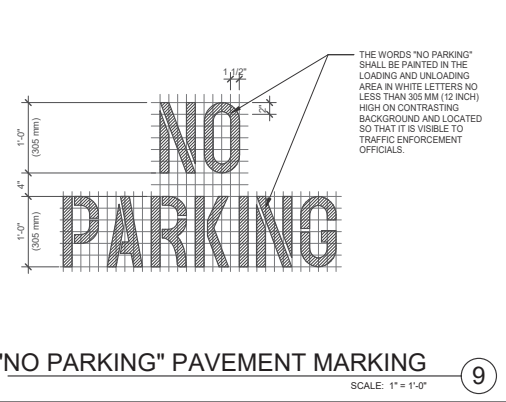 1 1/2"
THE WORDS "NO PARKING"
SHALL BE PAINTED IN THE
LOADING AND UNLOADING
AREA IN WHITE LETTERS NO
LESS THAN 305 MM (12 INCH)
HIGH ON CONTRASTING
BACKGROUND AND LOCATED
SO THAT IT IS VISIBLE TO
TRAFFIC ENFORCEMENT
OFFICIALS.
2"
1'-0"
(305 mm)
NO
4"
1'-0"
(305 mm)
PARKING
"NO PARKING" PAVEMENT MARKING
9
SCALE: 1" = 1'-0"